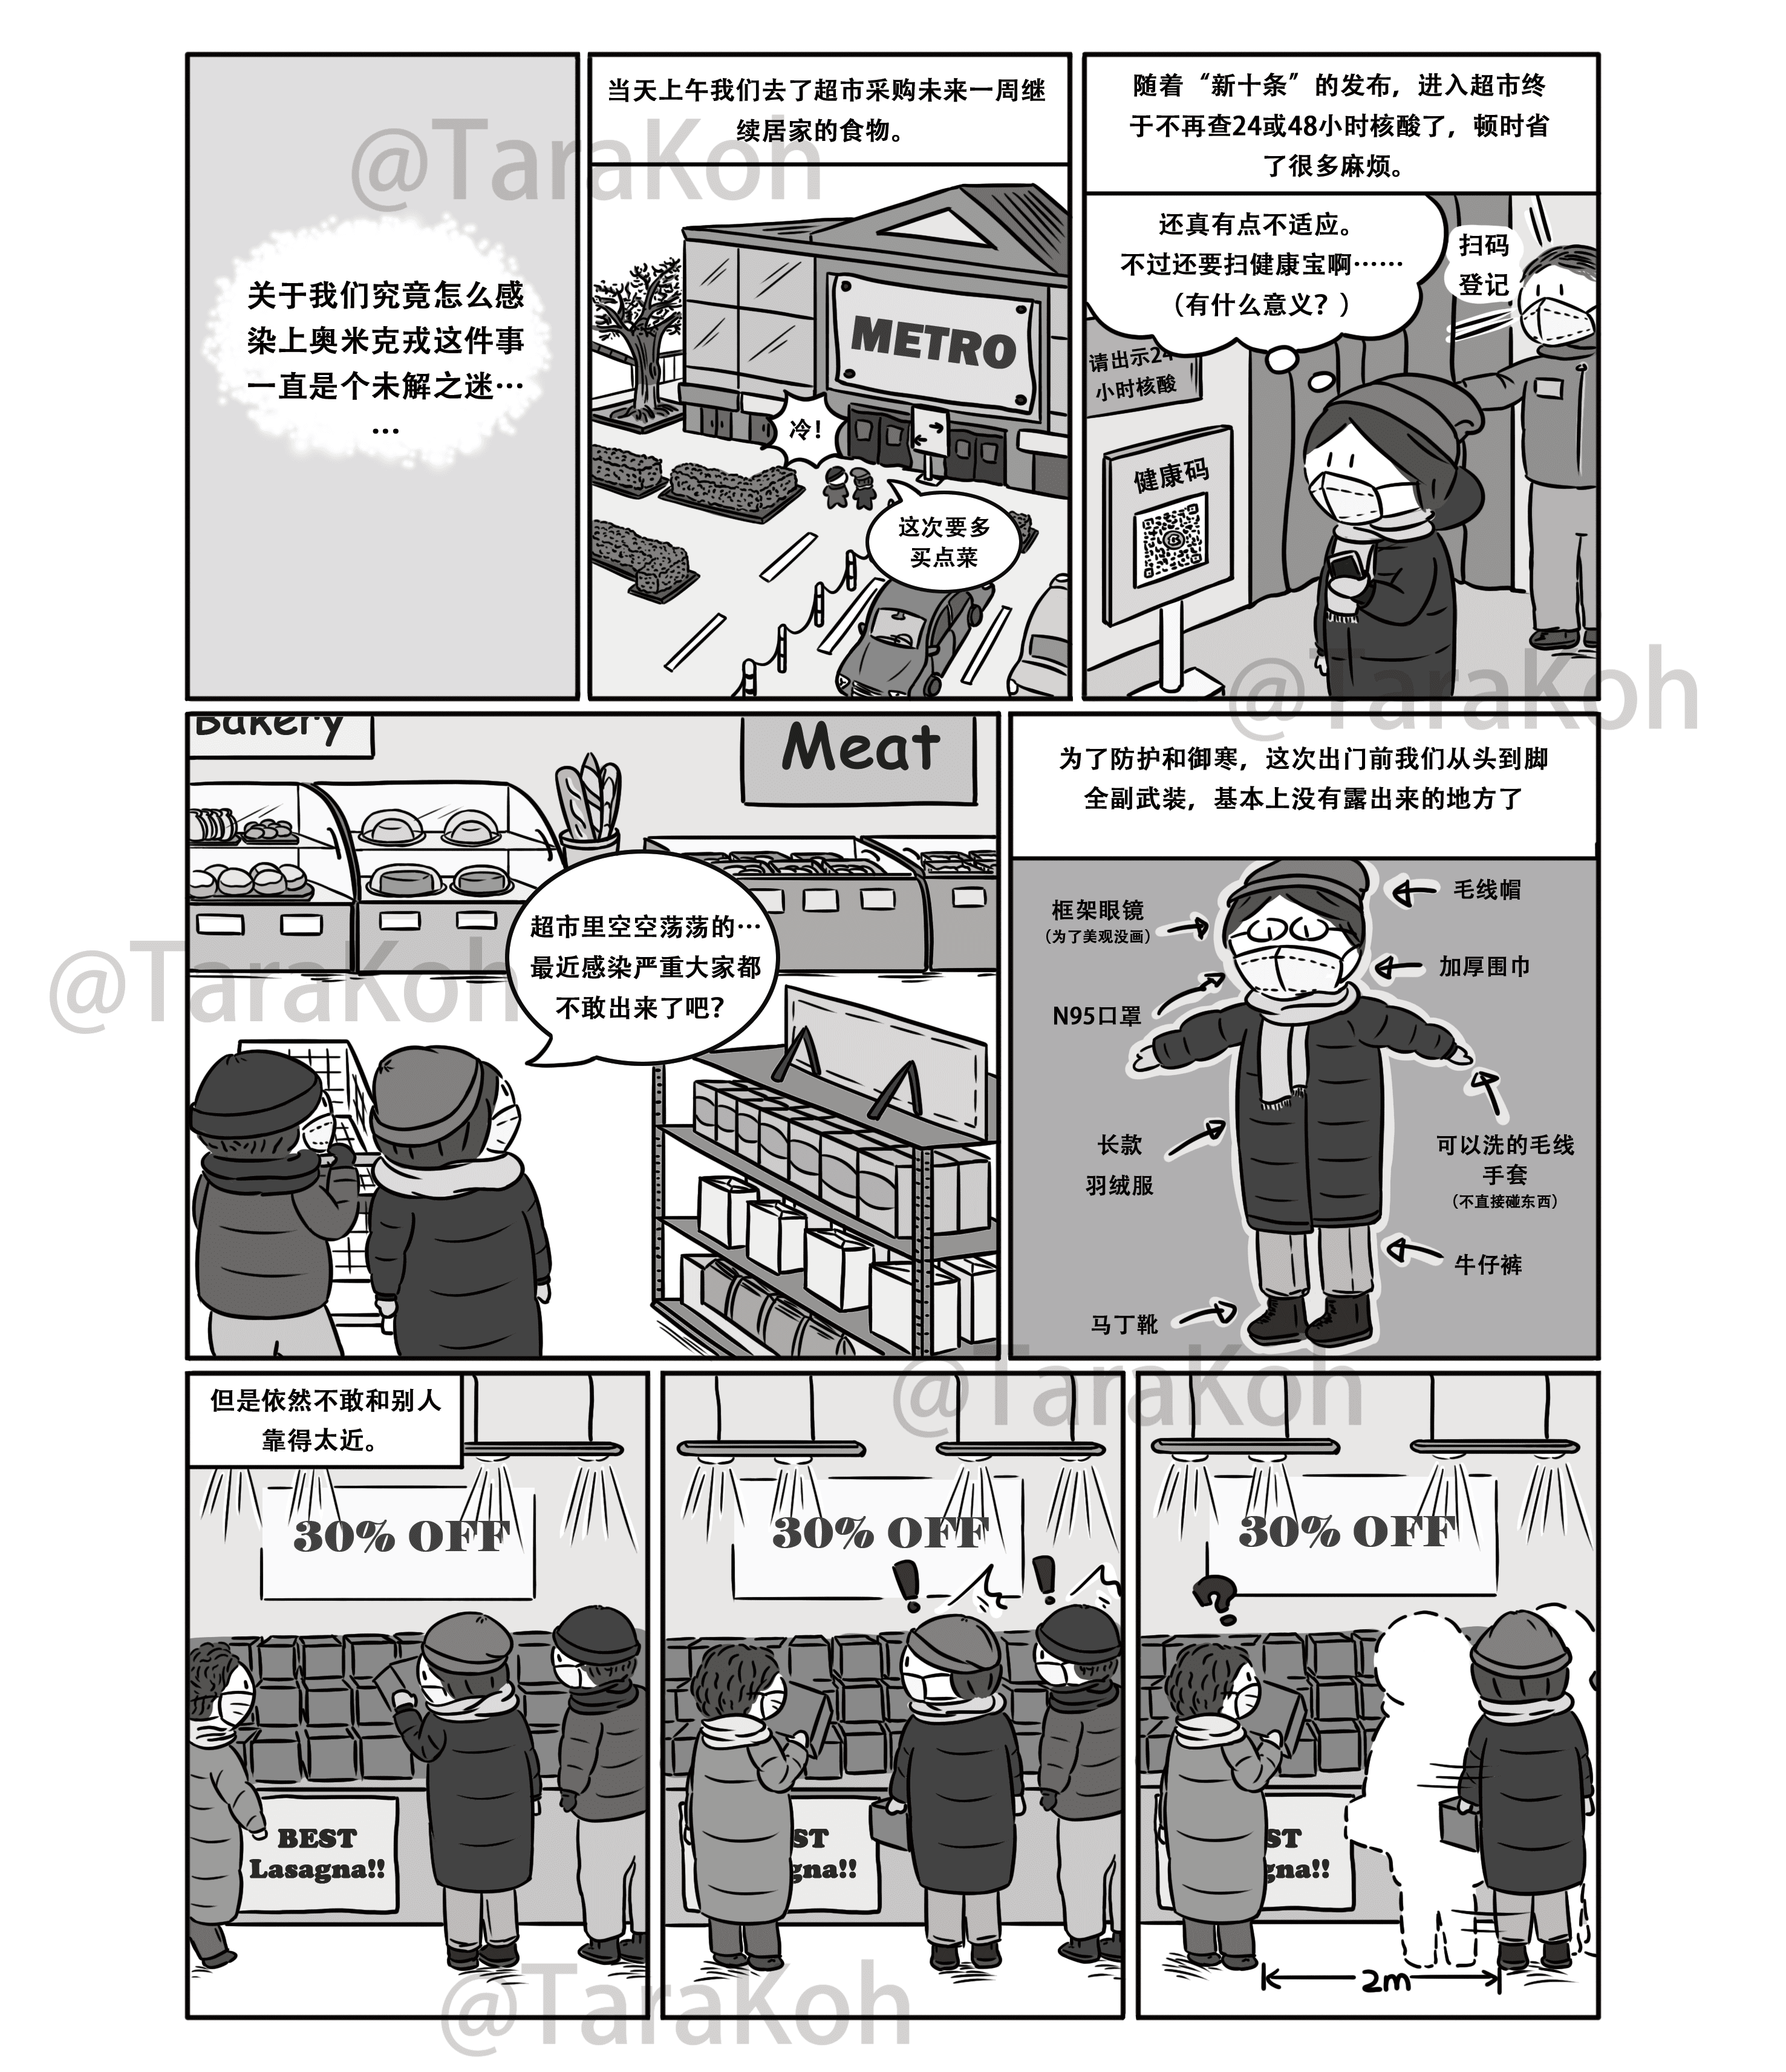 关于我们究竟怎么感
染上奥米克戎这件事
一直是个未解之迷…
…
当天上午我们去了超市采购未来一周继
续居家的食物。
METRO
冷！
这次要多
买点菜
随着“新十条”的发布，进入超市终
于不再查24或48小时核酸了，顿时省
了很多麻烦。
还真有点不适应。
不过还要扫健康宝啊……
（有什么意义？）
扫码
登记
请出示24
小时核酸
健康码
Bakery
Meat
超市里空空荡荡的…
最近感染严重大家都
不敢出来了吧？
为了防护和御寒，这次出门前我们从头到脚
全副武装，基本上没有露出来的地方了
框架眼镜
（为了美观没画）
毛线帽
加厚围巾
N95口罩
长款
羽绒服
可以洗的毛线
手套
（不直接碰东西）
牛仔裤
马丁靴
但是依然不敢和别人
靠得太近。
30% OFF
BEST
Lasagna!!
30% OFF
! !
ST
gna!!
30% OFF
?
ST
gna!!
2m
@TaraKoh
@TaraKoh
@TaraKoh
@TaraKoh
@TaraKoh